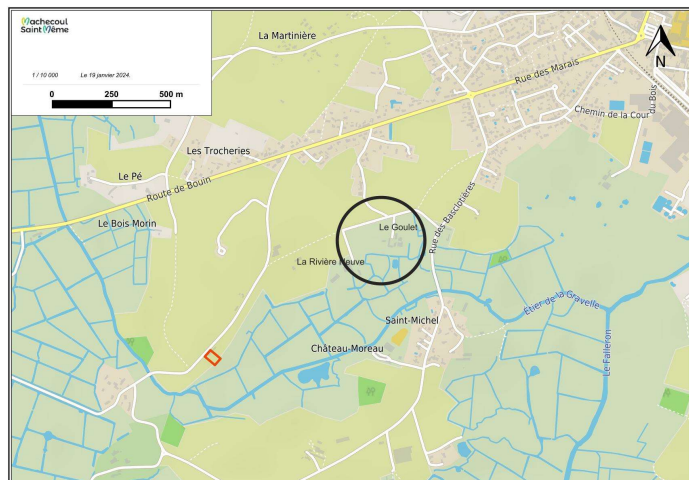 Machecoul
Saint Même
1 / 10 000 Le 19 janvier 2024.
0 250 500 m
N
La Martinière
Rue des Marais
Chemin de la Cour
du Bois
Les Trocheries
Le Pé
Route de Bouin
Le Bois Morin
Le Goulet
Rue des Bascloutières
La Rivière Neuve
Étier de la Gravelle
Saint-Michel
Château-Moreau
Le Falleron